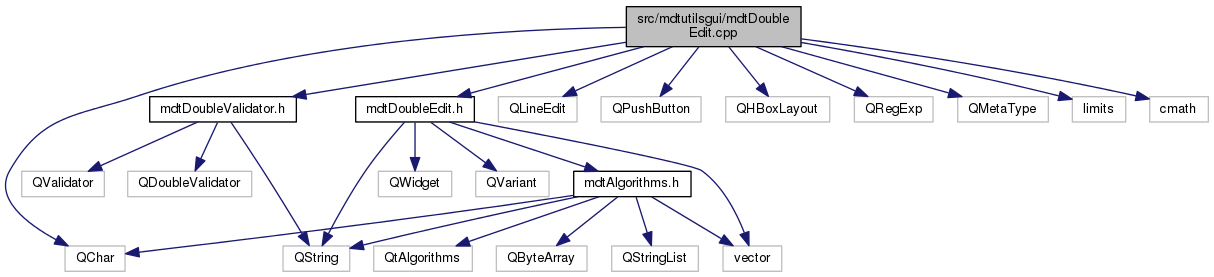 src/mdtutilsgui/mdtDouble
Edit.cpp
mdtDoubleValidator.h
mdtDoubleEdit.h
QLineEdit
QPushButton
QHBoxLayout
QRegExp
QMetaType
limits
cmath
QValidator
QDoubleValidator
QWidget
QVariant
mdtAlgorithms.h
QChar
QString
QtAlgorithms
QByteArray
QStringList
vector